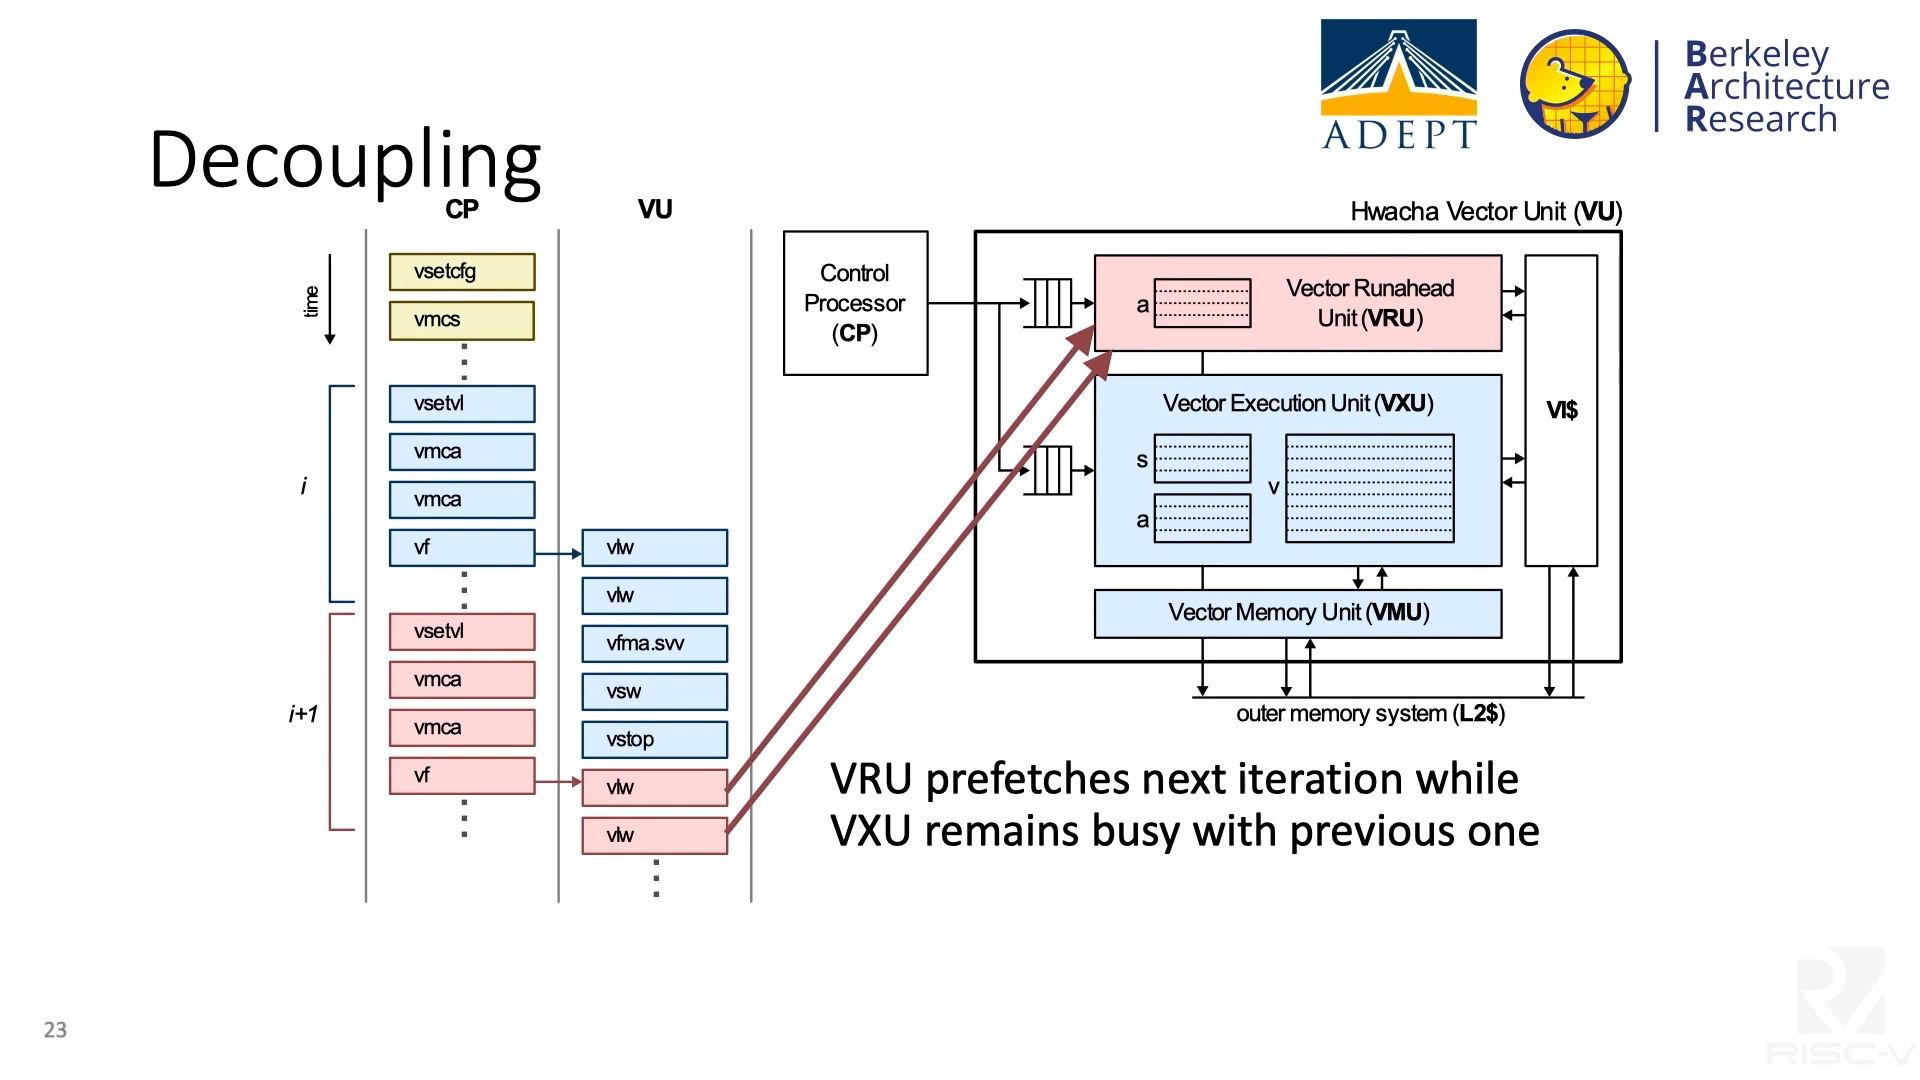 ADEPT
Berkeley
Architecture
Research
Decoupling
CP
VU
time
vsetcfg
vmcs
i
vsetvl
vmca
vmca
vf
i+1
vsetvl
vmca
vmca
vf
vlw
vlw
vfma.svv
vsw
vstop
vlw
vlw
Hwacha Vector Unit (VU)
Control
Processor
(CP)
a
Vector Runahead
Unit (VRU)
Vector Execution Unit (VXU)
s
a
v
VI$
Vector Memory Unit (VMU)
outer memory system (L2$)
VRU prefetches next iteration while
VXU remains busy with previous one
23
RISC-V